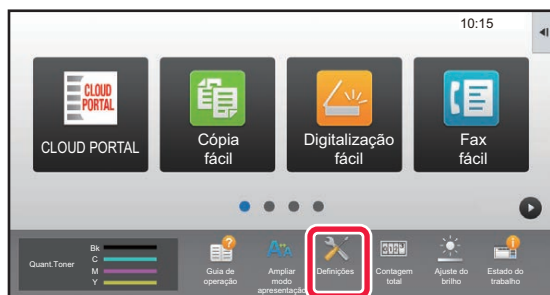 10:15
CLOUD
PORTAL
CLOUD PORTAL
Cópia
fácil
Digitalização
fácil
Fax
fácil
Quant.Toner
Bk
C
M
Y
Guia de
operação
Ampliar
modo
apresentação
Definições
Contagem
total
Ajuste do
brilho
Estado do
trabalho